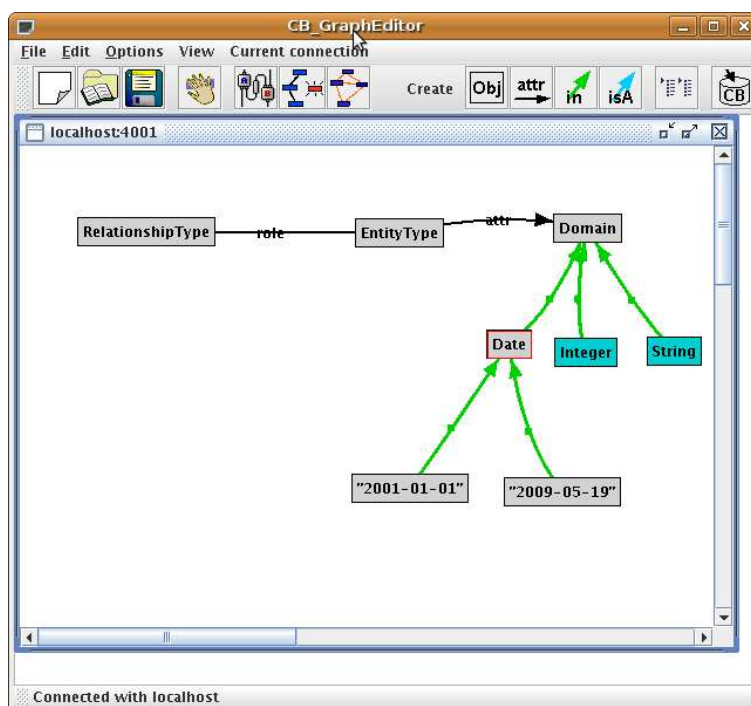 CB_GraphEditor
File Edit Options View Current connection
Create Obj attr in isA CB
localhost:4001
RelationshipType role EntityType attr Domain
Date Integer String
"2001-01-01" "2009-05-19"
Connected with localhost